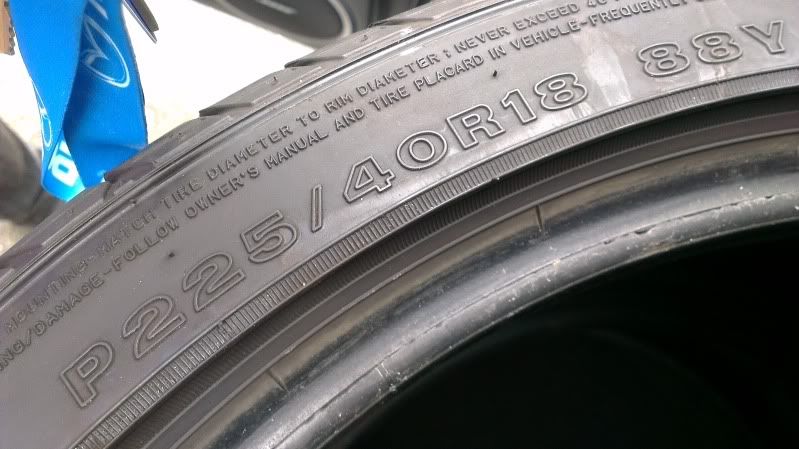 MOUNTING-MATCH TIRE DIAMETER TO RIM DIAMETER; NEVER EXCEED 40
DAMAGE-FOLLOW OWNER'S MANUAL AND TIRE PLACARD IN VEHICLE-FREQUENTLY
P225/40R18 88Y